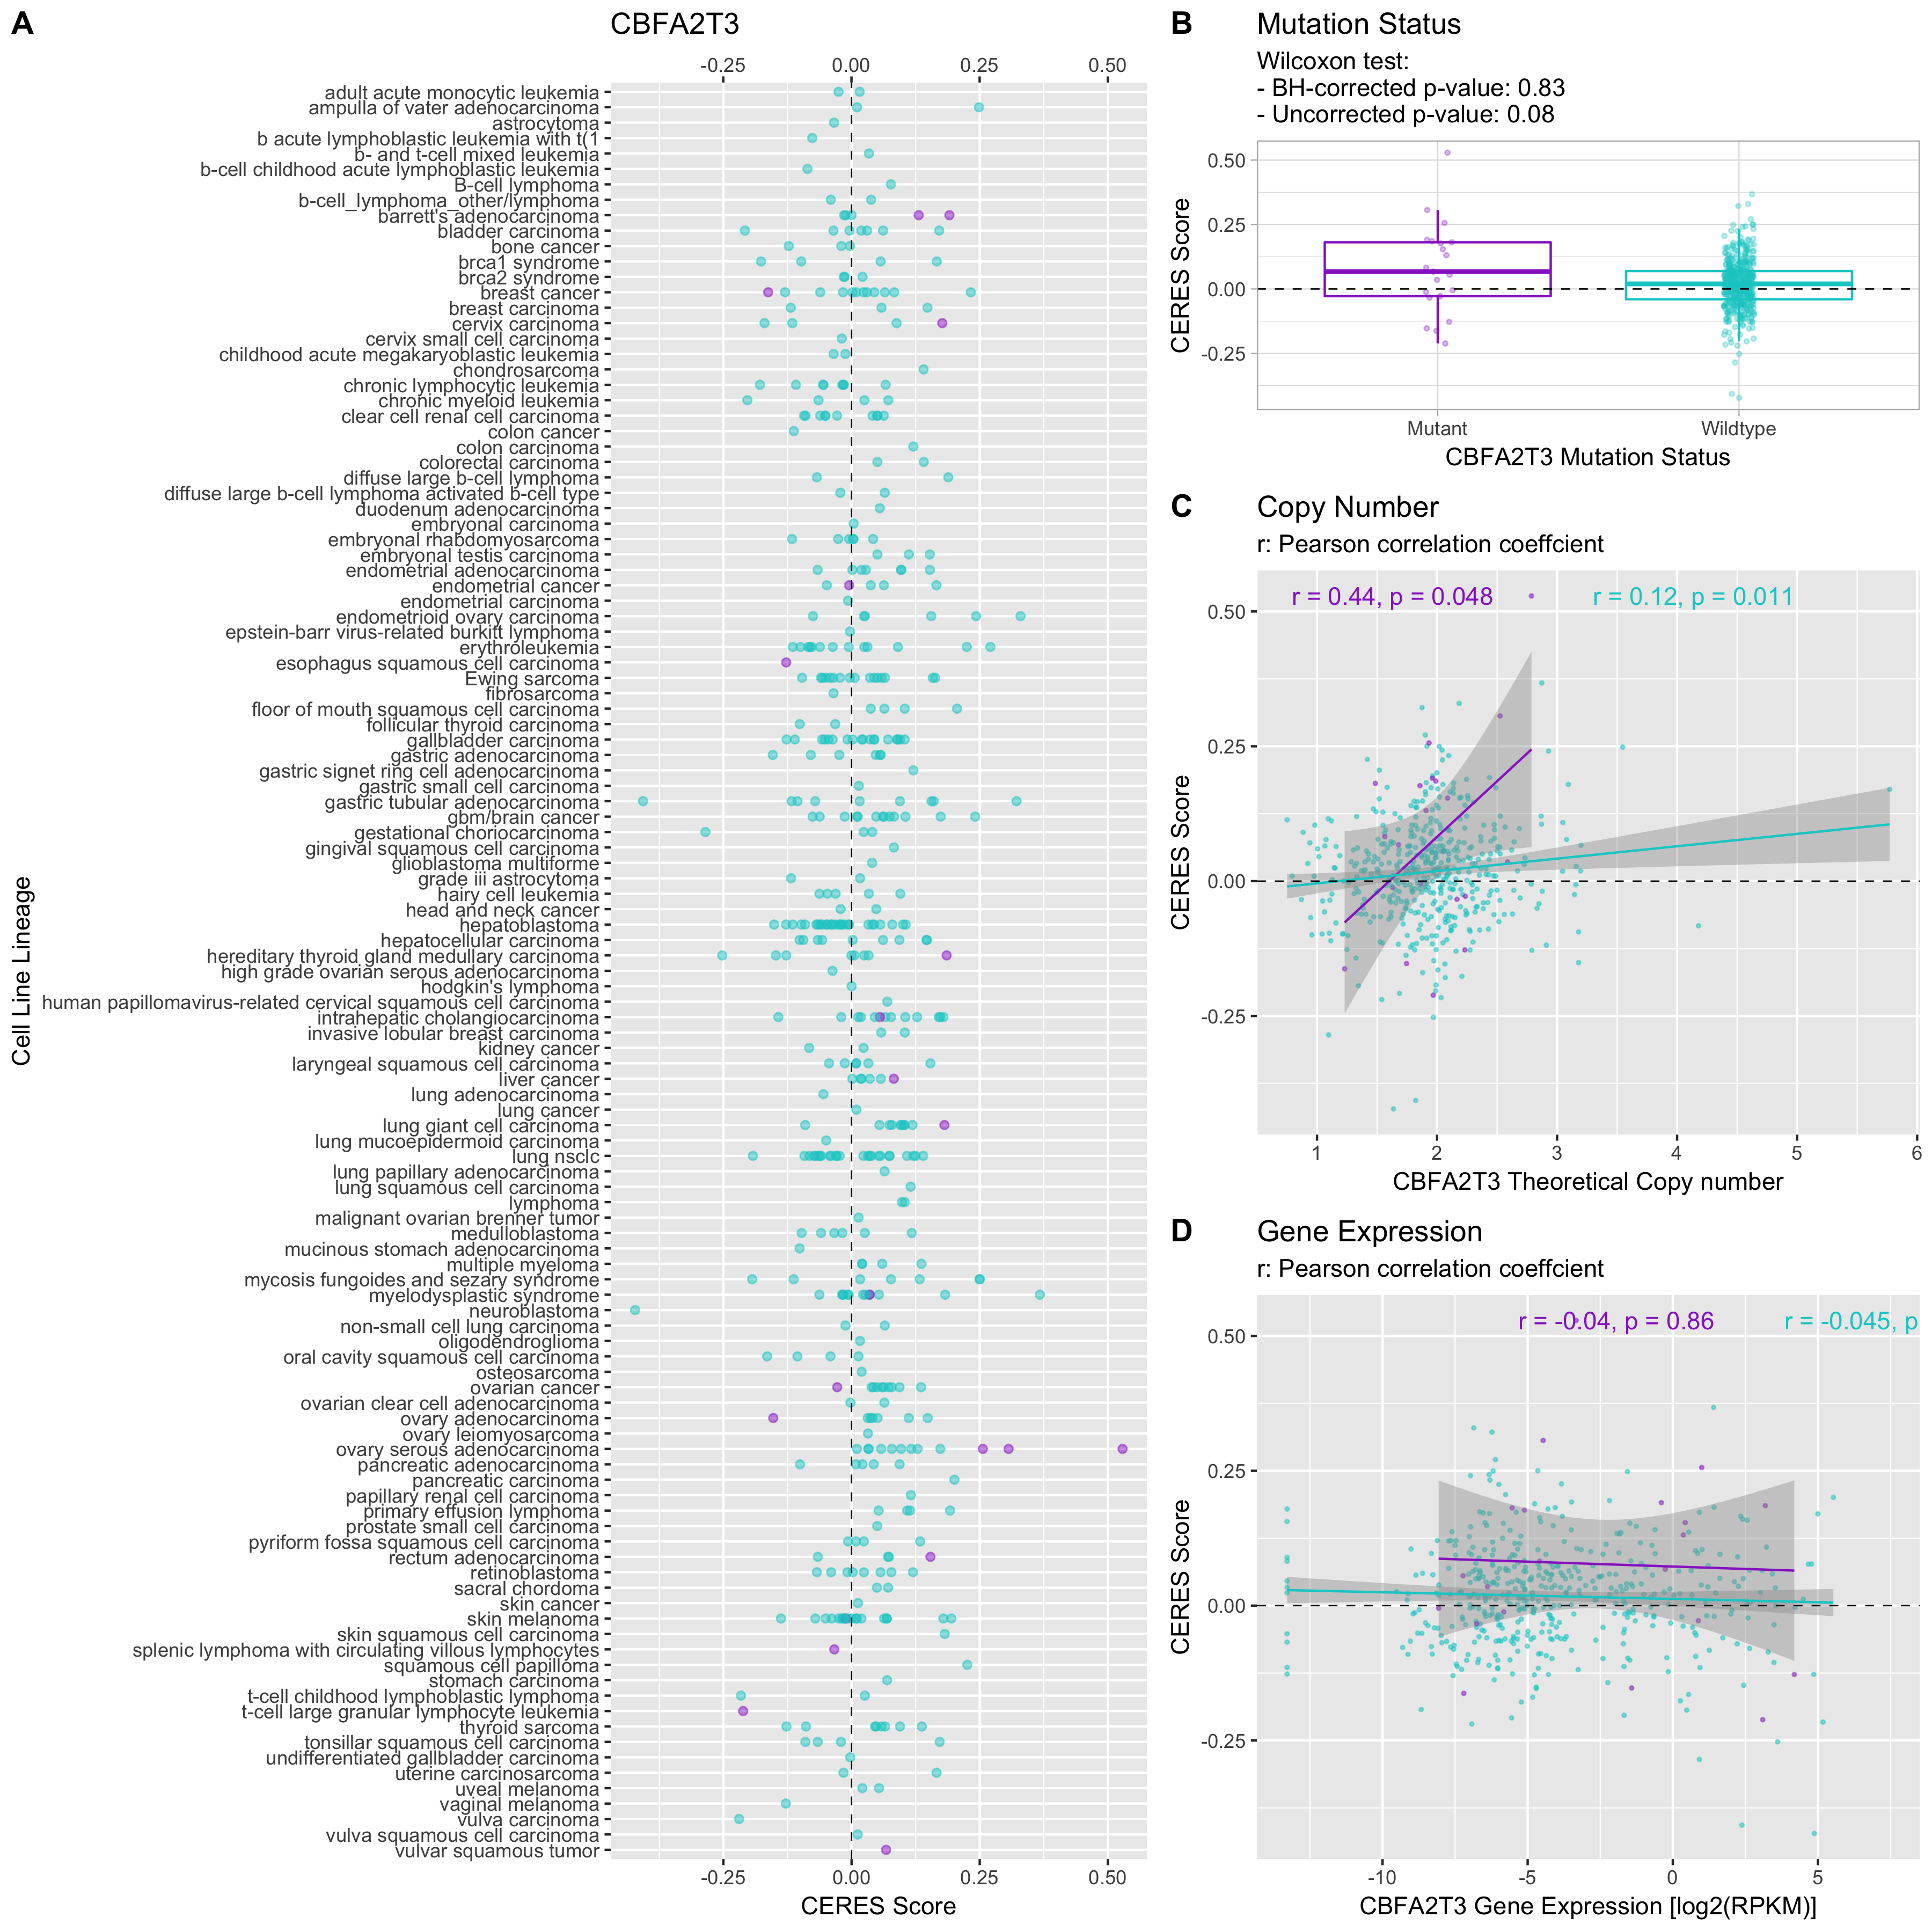 A
CBFA2T3
-0.25 0.00 0.25 0.50
Cell Line Lineage
adult acute monocytic leukemia
ampulla of vater adenocarcinoma
astrocytoma
b acute lymphoblastic leukemia with t(1
b- and t-cell mixed leukemia
b-cell childhood acute lymphoblastic leukemia
B-cell lymphoma
b-cell_lymphoma_other/lymphoma
barrett's adenocarcinoma
bladder carcinoma
bone cancer
brca1 syndrome
brca2 syndrome
breast cancer
breast carcinoma
cervix carcinoma
cervix small cell carcinoma
childhood acute megakaryoblastic leukemia
chondrosarcoma
chronic lymphocytic leukemia
chronic myeloid leukemia
clear cell renal cell carcinoma
colon cancer
colon carcinoma
colorectal carcinoma
diffuse large b-cell lymphoma
diffuse large b-cell lymphoma activated b-cell type
duodenum adenocarcinoma
embryonal carcinoma
embryonal rhabdomyosarcoma
embryonal testis carcinoma
endometrial adenocarcinoma
endometrial cancer
endometrial carcinoma
endometrioid ovary carcinoma
epstein-barr virus-related burkitt lymphoma
erythroleukemia
esophagus squamous cell carcinoma
Ewing sarcoma
fibrosarcoma
floor of mouth squamous cell carcinoma
follicular thyroid carcinoma
gallbladder carcinoma
gastric adenocarcinoma
gastric signet ring cell adenocarcinoma
gastric small cell carcinoma
gastric tubular adenocarcinoma
gbm/brain cancer
gestational choriocarcinoma
gingival squamous cell carcinoma
glioblastoma multiforme
grade iii astrocytoma
hairy cell leukemia
head and neck cancer
hepatoblastoma
hepatocellular carcinoma
hereditary thyroid gland medullary carcinoma
high grade ovarian serous adenocarcinoma
hodgkin's lymphoma
human papillomavirus-related cervical squamous cell carcinoma
intrahepatic cholangiocarcinoma
invasive lobular breast carcinoma
kidney cancer
laryngeal squamous cell carcinoma
liver cancer
lung adenocarcinoma
lung cancer
lung giant cell carcinoma
lung mucoepidermoid carcinoma
lung nsclc
lung papillary adenocarcinoma
lung squamous cell carcinoma
lymphoma
malignant ovarian brenner tumor
medulloblastoma
mucinous stomach adenocarcinoma
multiple myeloma
mycosis fungoides and sezary syndrome
myelodysplastic syndrome
neuroblastoma
non-small cell lung carcinoma
oligodendroglioma
oral cavity squamous cell carcinoma
osteosarcoma
ovarian cancer
ovarian clear cell adenocarcinoma
ovary adenocarcinoma
ovary leiomyosarcoma
ovary serous adenocarcinoma
pancreatic adenocarcinoma
pancreatic carcinoma
papillary renal cell carcinoma
primary effusion lymphoma
prostate small cell carcinoma
pyriform fossa squamous cell carcinoma
rectum adenocarcinoma
retinoblastoma
sacral chordoma
skin cancer
skin melanoma
skin squamous cell carcinoma
splenic lymphoma with circulating villous lymphocytes
squamous cell papilloma
stomach carcinoma
t-cell childhood lymphoblastic lymphoma
t-cell large granular lymphocyte leukemia
thyroid sarcoma
tonsillar squamous cell carcinoma
undifferentiated gallbladder carcinoma
uterine carcinosarcoma
uveal melanoma
vaginal melanoma
vulva carcinoma
vulva squamous cell carcinoma
vulvar squamous tumor
-0.25 0.00 0.25 0.50
CERES Score
B
Mutation Status
Wilcoxon test:
- BH-corrected p-value: 0.83
- Uncorrected p-value: 0.08
CERES Score
0.50
0.25
0.00
-0.25
Mutant Wildtype
CBFA2T3 Mutation Status
C
Copy Number
r: Pearson correlation coeffcient
r = 0.44, p = 0.048 r = 0.12, p = 0.011
CERES Score
0.50
0.25
0.00
-0.25
1 2 3 4 5 6
CBFA2T3 Theoretical Copy number
D
Gene Expression
r: Pearson correlation coeffcient
r = -0.04, p = 0.86 r = -0.045, p
CERES Score
0.50
0.25
0.00
-0.25
-10 -5 0 5
CBFA2T3 Gene Expression [log2(RPKM)]